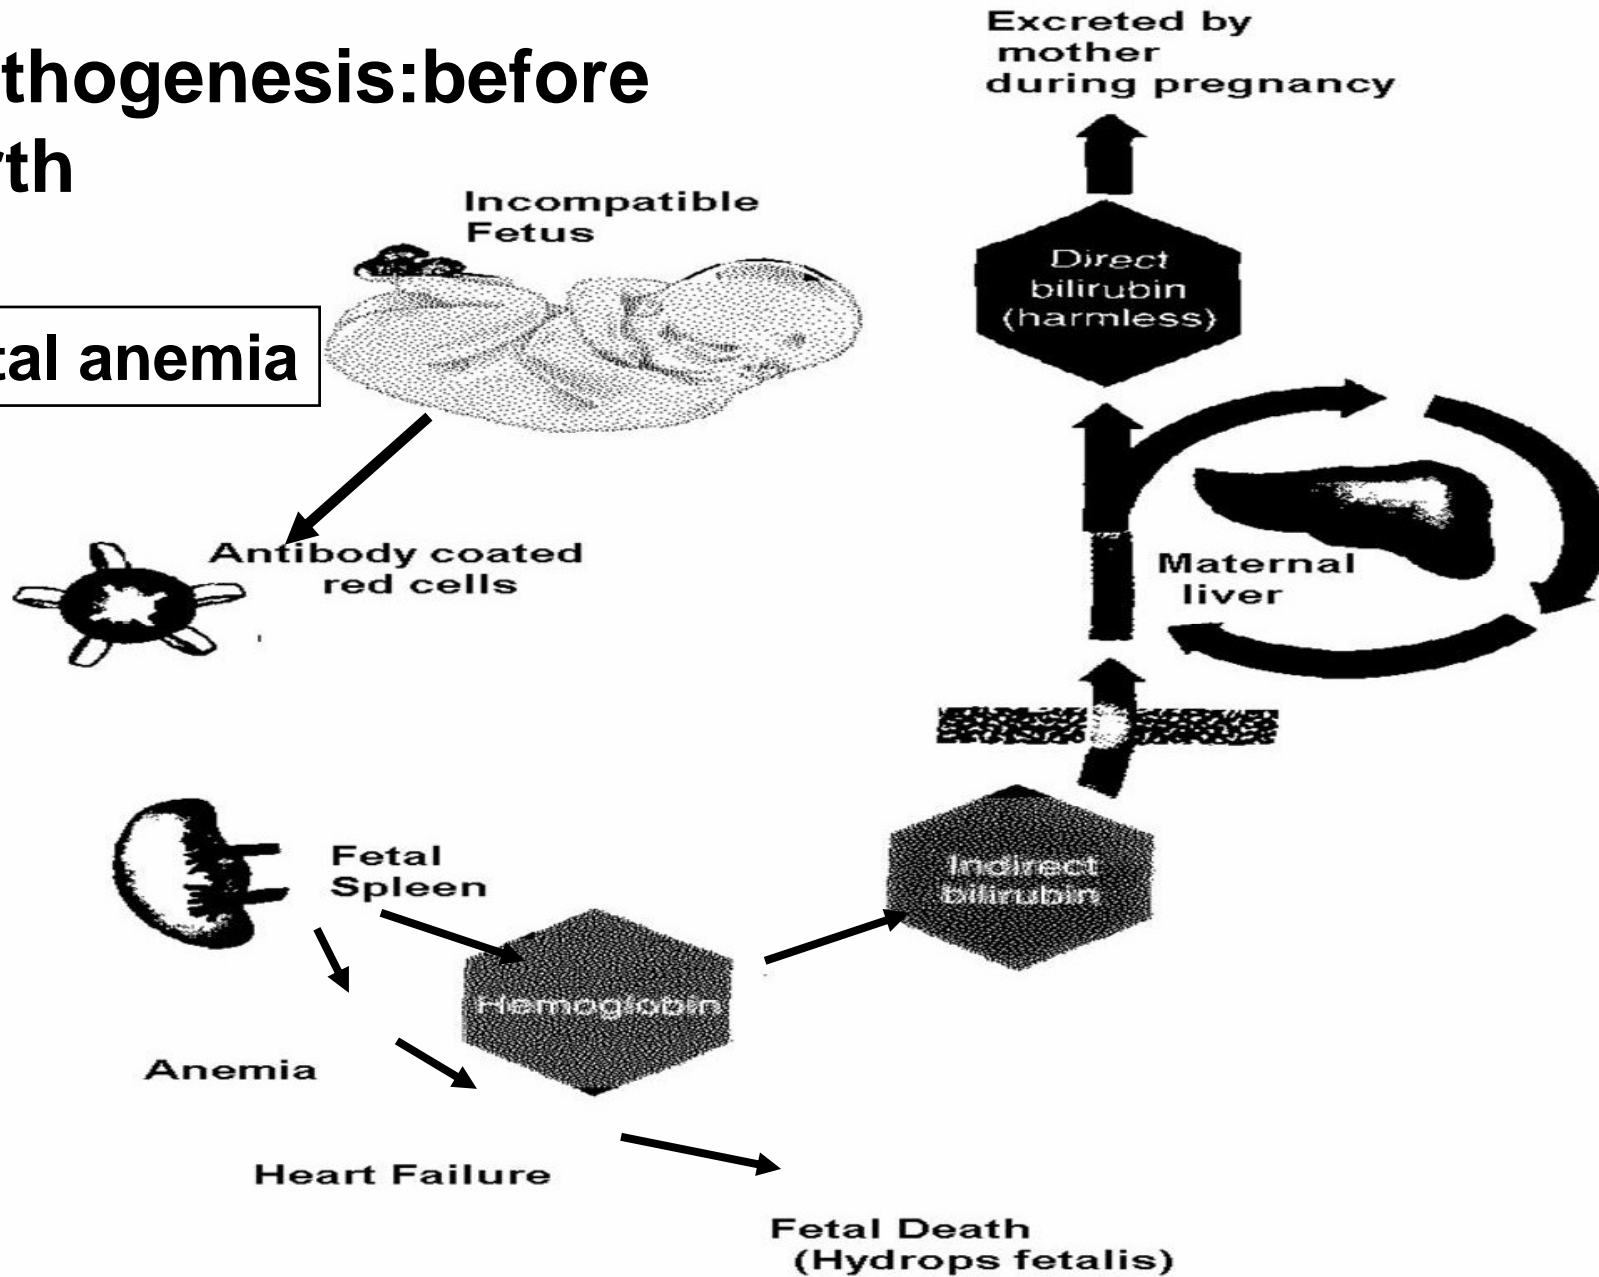 thogenesis:before
rth
Excreted by
mother
during pregnancy
Incompatible
Fetus
Direct
bilirubin
(harmless)
tal anemia
Antibody coated
red cells
Maternal
liver
Fetal
Spleen
Indirect
bilirubin
Hemoglobin
Anemia
Heart Failure
Fetal Death
(Hydrops fetalis)